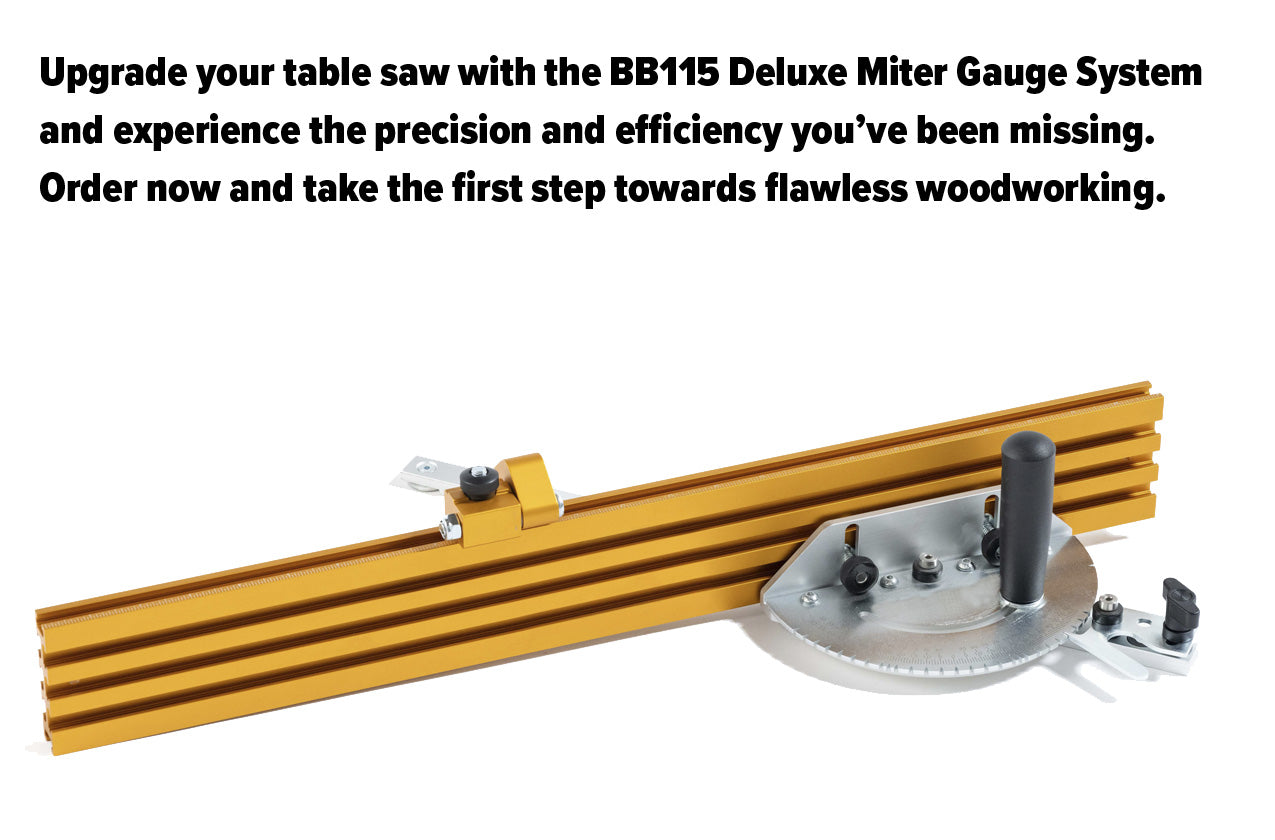 Upgrade your table saw with the BB115 Deluxe Miter Gauge System
and experience the precision and efficiency you’ve been missing.
Order now and take the first step towards flawless woodworking.